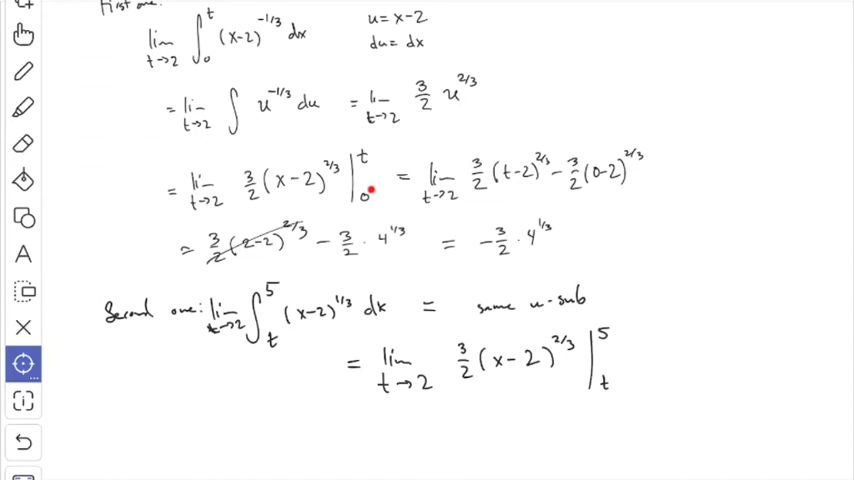 First one:
lim t→2 ∫₀ᵗ (x-2)^(-1/3) dx u = x-2
du = dx
= lim t→2 ∫ u^(-1/3) du = lim t→2 3/2 u^(2/3)
= lim t→2 3/2 (x-2)^(2/3) |₀ᵗ = lim t→2 3/2 (t-2)^(2/3) - 3/2 (0-2)^(2/3)
= 3/2 (2-2)^(2/3) - 3/2 · 4^(1/3) = -3/2 · 4^(1/3)
Second one: lim t→2 ∫ₜ⁵ (x-2)^(1/3) dx = same u-sub
= lim t→2 3/2 (x-2)^(2/3) |ₜ⁵
A